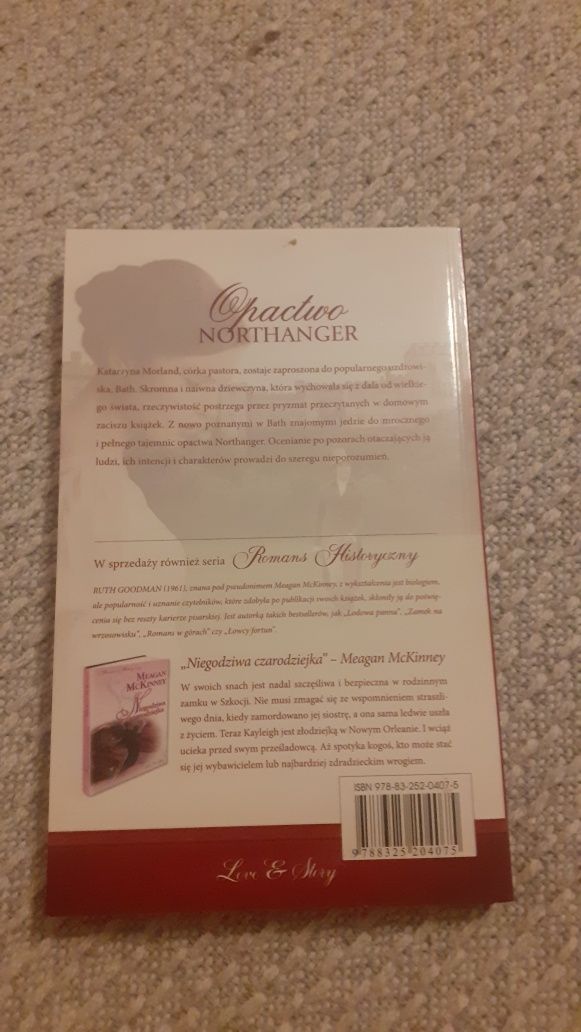 Opactwo
NORTHANGER
Katarzyna Morland, córka pastora, zostaje zaproszona do popularnego uzdrowi-
ska, Bath. Skromna i naiwna dziewczyna, która wychowała się z dala od wielkie-
go świata, rzeczywistość postrzega przez pryzmat przeczytanych w domowym
zaciszu książek. Z nowo poznanymi w Bath znajomymi jedzie do mrocznego
i pełnego tajemnic opactwa Northanger. Ocenianie po pozorach otaczających ją
ludzi, ich intencji i charakterów prowadzi do szeregu nieporozumień.
W sprzedaży również seria Romans Historyczny
RUTH GOODMAN (1961), znana pod pseudonimem Meagan McKinney, z wykształcenia jest biologiem,
ale popularność i uznanie czytelników, które zdobyła po publikacji swoich książek, skłoniły ją do poświę-
cenia się bez reszty karierze pisarskiej. Jest autorką takich bestsellerów, jak „Lodowa panna", „Zamek na
wrzosowisku", „Romans w górach" czy „Łowcy fortun".
„Niegodziwa czarodziejka" – Meagan McKinney
MEAGAN
MCKINNEY
Niegodziwa
czarodziejka
W swoich snach jest nadal szczęśliwa i bezpieczna w rodzinnym
zamku w Szkocji. Nie musi zmagać się ze wspomnieniem straszli-
wego dnia, kiedy zamordowano jej siostrę, a ona sama ledwie uszła
z życiem. Teraz Kayleigh jest złodziejką w Nowym Orleanie. I wciąż
ucieka przed swym prześladowcą. Aż spotyka kogoś, kto może stać
się jej wybawicielem lub najbardziej zdradzieckim wrogiem.
ISBN 978-83-252-0407-5
9 788325 204075
Love & Story